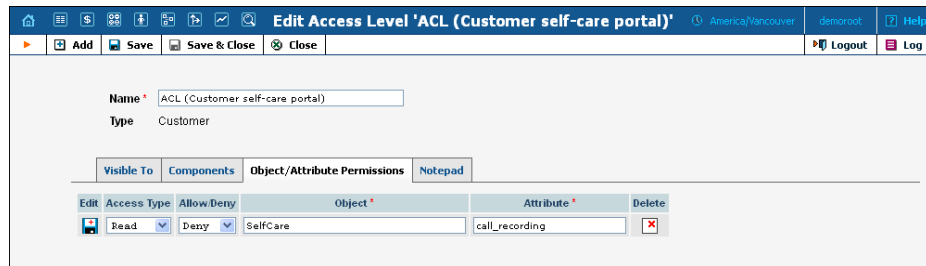 Edit Access Level 'ACL (Customer self-care portal)' America/Vancouver demoroot Help
Add Save Save & Close Close Logout Log
Name * ACL (Customer self-care portal)
Type Customer
Visible To Components Object/Attribute Permissions Notepad
Edit Access Type Allow/Deny Object * Attribute * Delete
Read Deny SelfCare call_recording